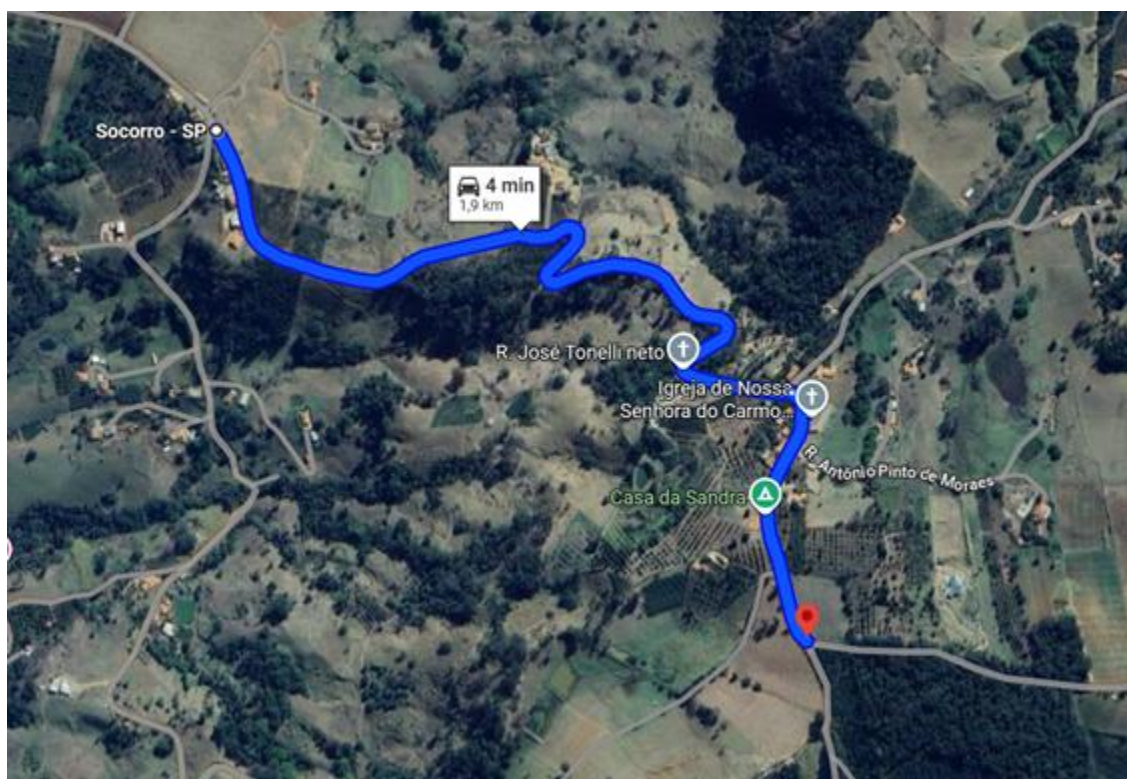 Socorro - SP
4 min
1,9 km
R. José Tonelli neto
Igreja de Nossa
Senhora do Carmo...
R. Antônio Pinto de Moraes
Casa da Sandra